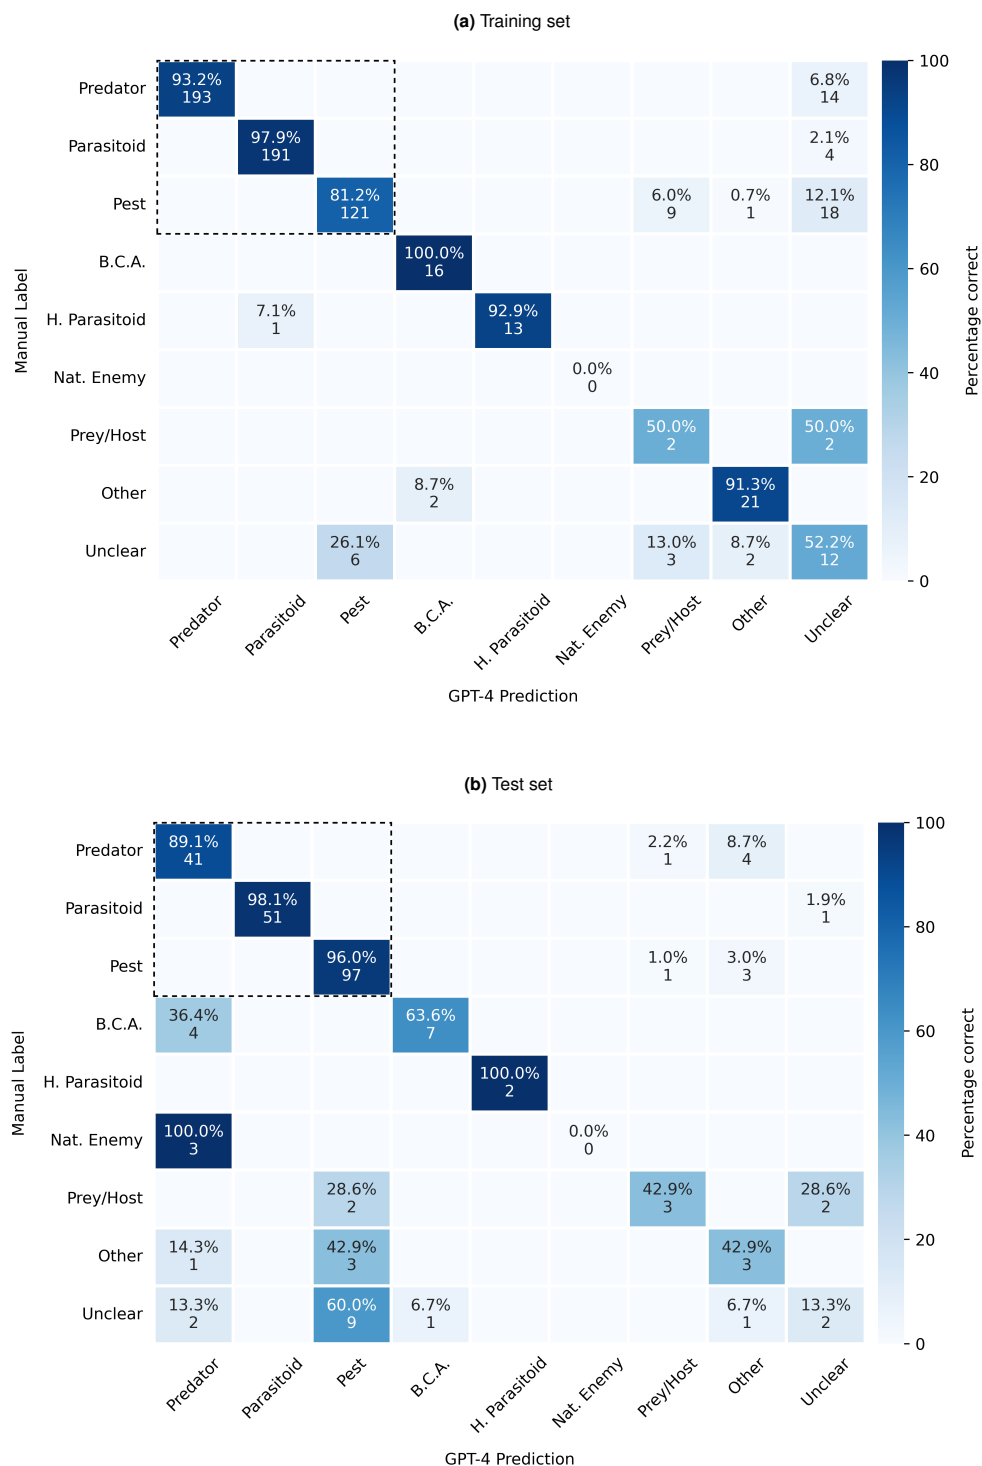 (a) Training set
Predator
93.2%
193
6.8%
14
Parasitoid
97.9%
191
2.1%
4
Pest
81.2%
121
6.0%
9
0.7%
1
12.1%
18
B.C.A.
100.0%
16
H. Parasitoid
7.1%
1
92.9%
13
Nat. Enemy
0.0%
0
Prey/Host
50.0%
2
50.0%
2
Other
8.7%
2
91.3%
21
Unclear
26.1%
6
13.0%
3
8.7%
2
52.2%
12
Manual Label
Predator
Parasitoid
Pest
B.C.A.
H. Parasitoid
Nat. Enemy
Prey/Host
Other
Unclear
GPT-4 Prediction
100
80
60
40
20
0
Percentage correct
(b) Test set
Predator
89.1%
41
2.2%
1
8.7%
4
Parasitoid
98.1%
51
1.9%
1
Pest
96.0%
97
1.0%
1
3.0%
3
B.C.A.
36.4%
4
63.6%
7
H. Parasitoid
100.0%
2
Nat. Enemy
100.0%
3
0.0%
0
Prey/Host
28.6%
2
42.9%
3
28.6%
2
Other
14.3%
1
42.9%
3
42.9%
3
Unclear
13.3%
2
60.0%
9
6.7%
1
6.7%
1
13.3%
2
Manual Label
Predator
Parasitoid
Pest
B.C.A.
H. Parasitoid
Nat. Enemy
Prey/Host
Other
Unclear
GPT-4 Prediction
100
80
60
40
20
0
Percentage correct